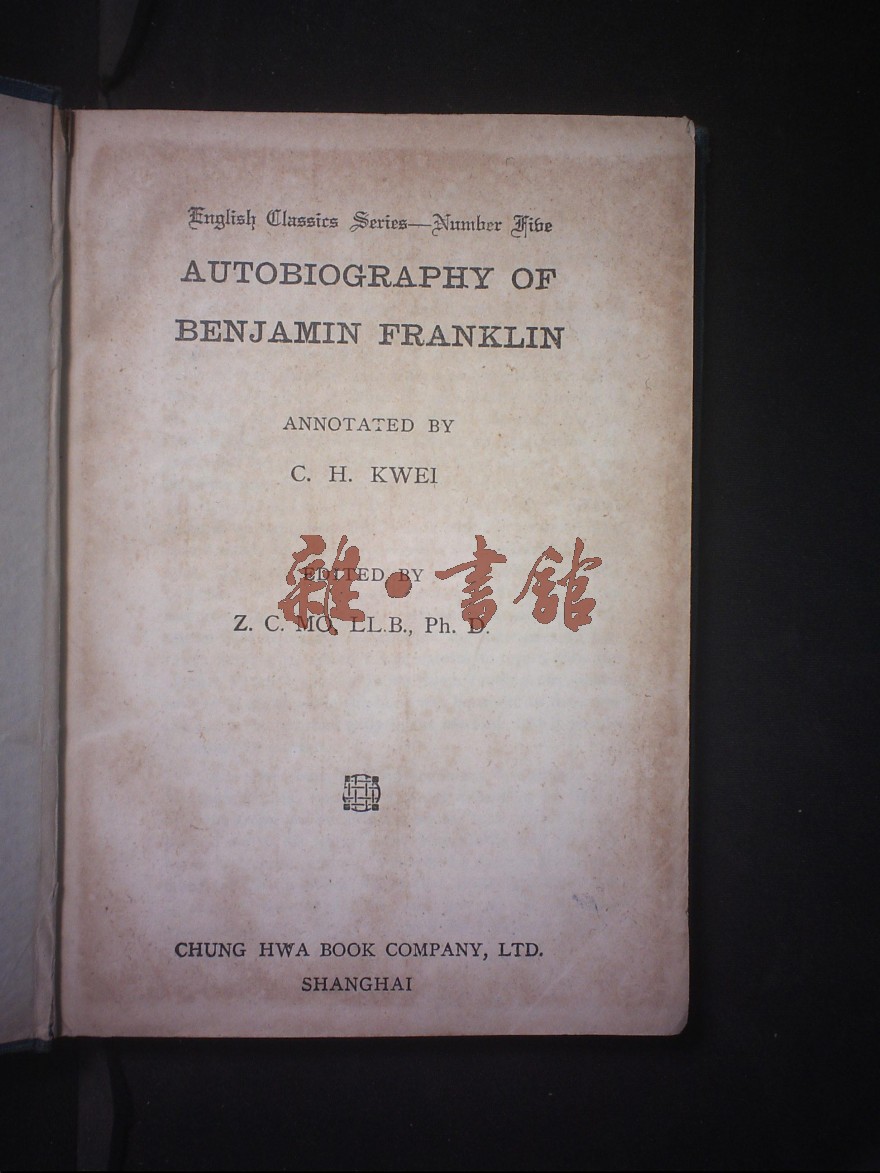 English Classics Series—Number Five
AUTOBIOGRAPHY OF
BENJAMIN FRANKLIN
ANNOTATED BY
C. H. KWEI
EDITED BY
雜·書館
Z. C. MO, LL.B., Ph. D.
CHUNG HWA BOOK COMPANY, LTD.
SHANGHAI